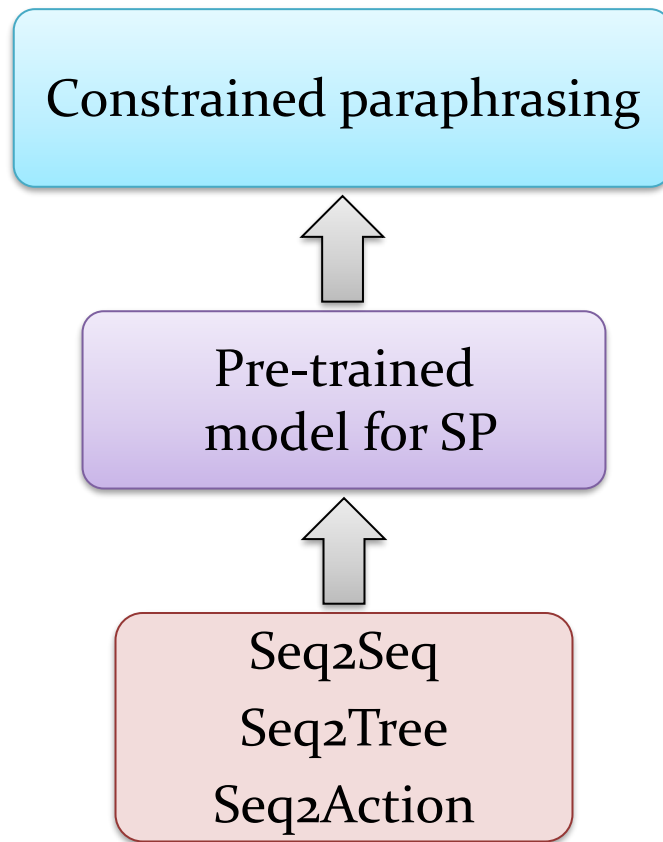 Constrained paraphrasing
Pre-trained
model for SP
Seq2Seq
Seq2Tree
Seq2Action